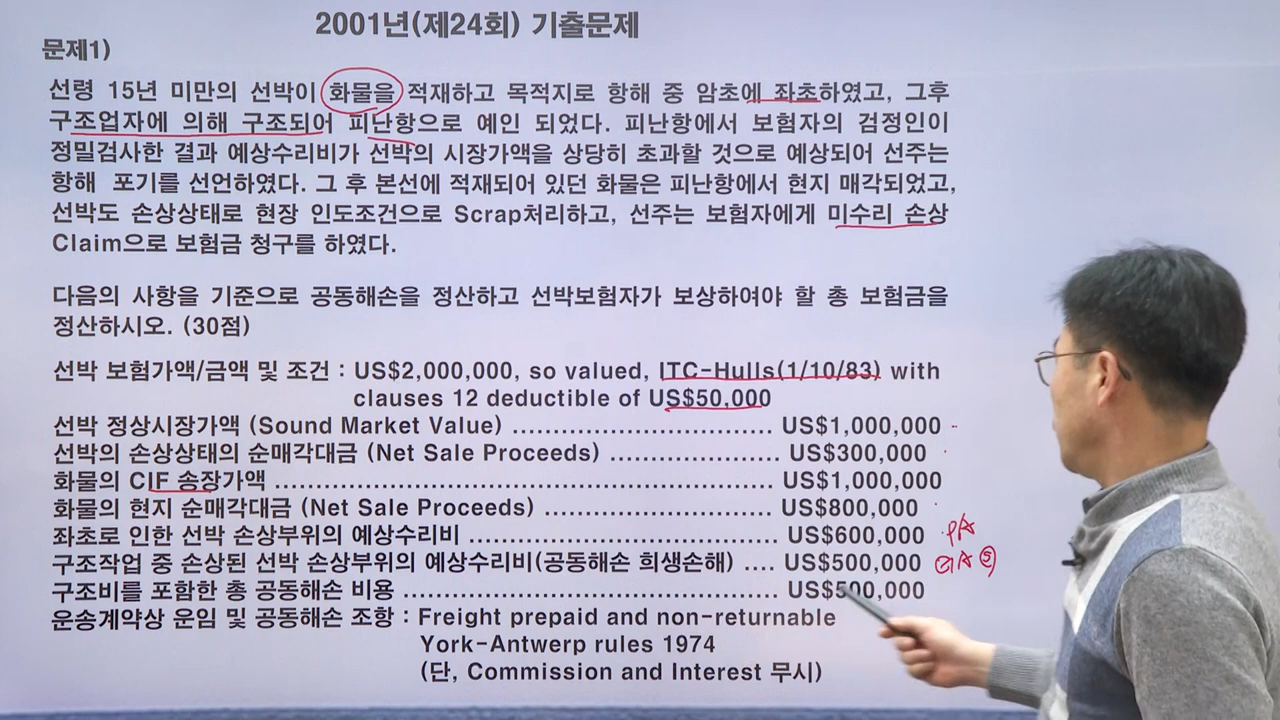 2001년(제24회) 기출문제
문제1)
선령 15년 미만의 선박이 화물을 적재하고 목적지로 항해 중 암초에 좌초하였고, 그후
구조업자에 의해 구조되어 피난항으로 예인 되었다. 피난항에서 보험자의 검정인이
정밀검사한 결과 예상수리비가 선박의 시장가액을 상당히 초과할 것으로 예상되어 선주는
항해 포기를 선언하였다. 그 후 본선에 적재되어 있던 화물은 피난항에서 현지 매각되었고,
선박도 손상상태로 현장 인도조건으로 Scrap처리하고, 선주는 보험자에게 미수리 손상
Claim으로 보험금 청구를 하였다.
다음의 사항을 기준으로 공동해손을 정산하고 선박보험자가 보상하여야 할 총 보험금을
정산하시오. (30점)
선박 보험가액/금액 및 조건 : US$2,000,000, so valued, ITC-Hulls(1/10/83) with
clauses 12 deductible of US$50,000
선박 정상시장가액 (Sound Market Value) ................................ US$1,000,000
선박의 손상상태의 순매각대금 (Net Sale Proceeds) ...................... US$300,000
화물의 CIF 송장가액 ............................................................ US$1,000,000
화물의 현지 순매각대금 (Net Sale Proceeds) ............................. US$800,000
좌초로 인한 선박 손상부위의 예상수리비 ...................................... US$600,000 PA
구조작업 중 손상된 선박 손상부위의 예상수리비(공동해손 희생손해) .... US$500,000 GA Ⓢ
구조비를 포함한 총 공동해손 비용 .............................................. US$500,000
운송계약상 운임 및 공동해손 조항 : Freight prepaid and non-returnable
York-Antwerp rules 1974
(단, Commission and Interest 무시)